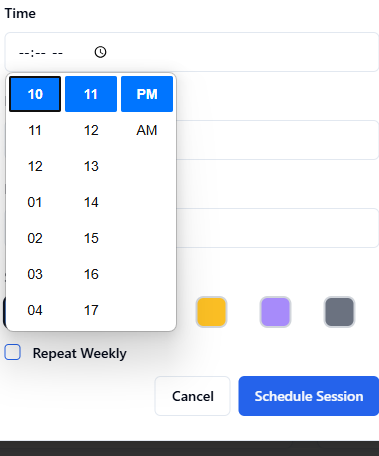 Time
--:-- --
10 11 PM
11 12 AM
12 13
01 14
02 15
03 16
04 17
Repeat Weekly
Cancel Schedule Session